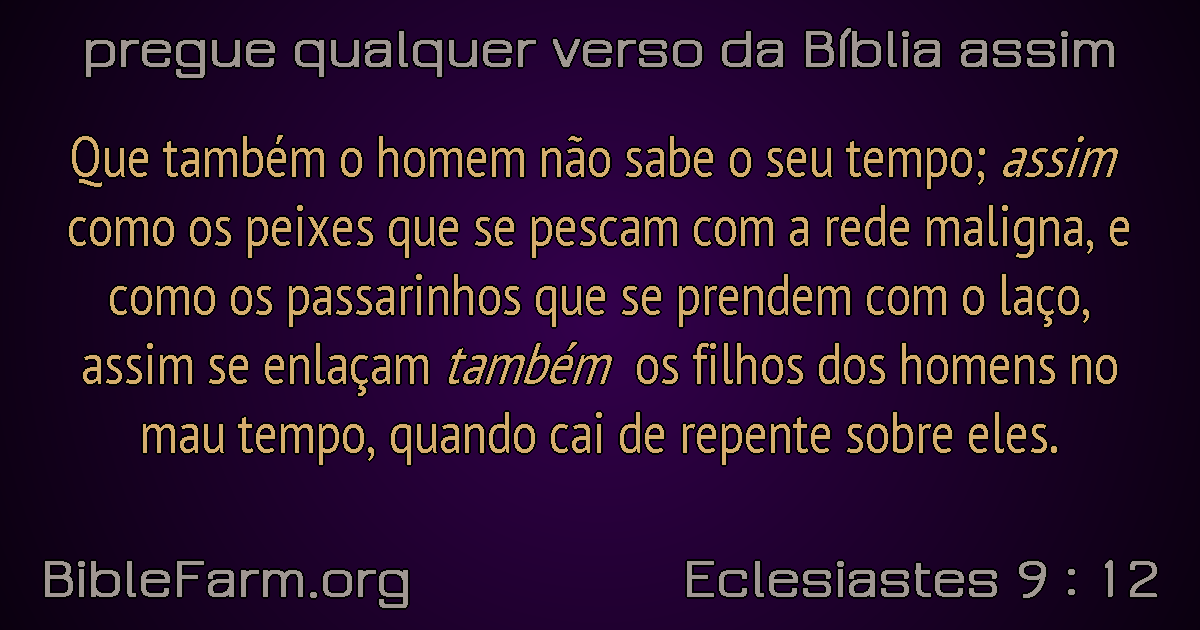 pregue qualquer verso da Bíblia assim
Que também o homem não sabe o seu tempo; assim
como os peixes que se pescam com a rede maligna, e
como os passarinhos que se prendem com o laço,
assim se enlaçam também os filhos dos homens no
mau tempo, quando cai de repente sobre eles.
BibleFarm.org
Eclesiastes 9 : 12